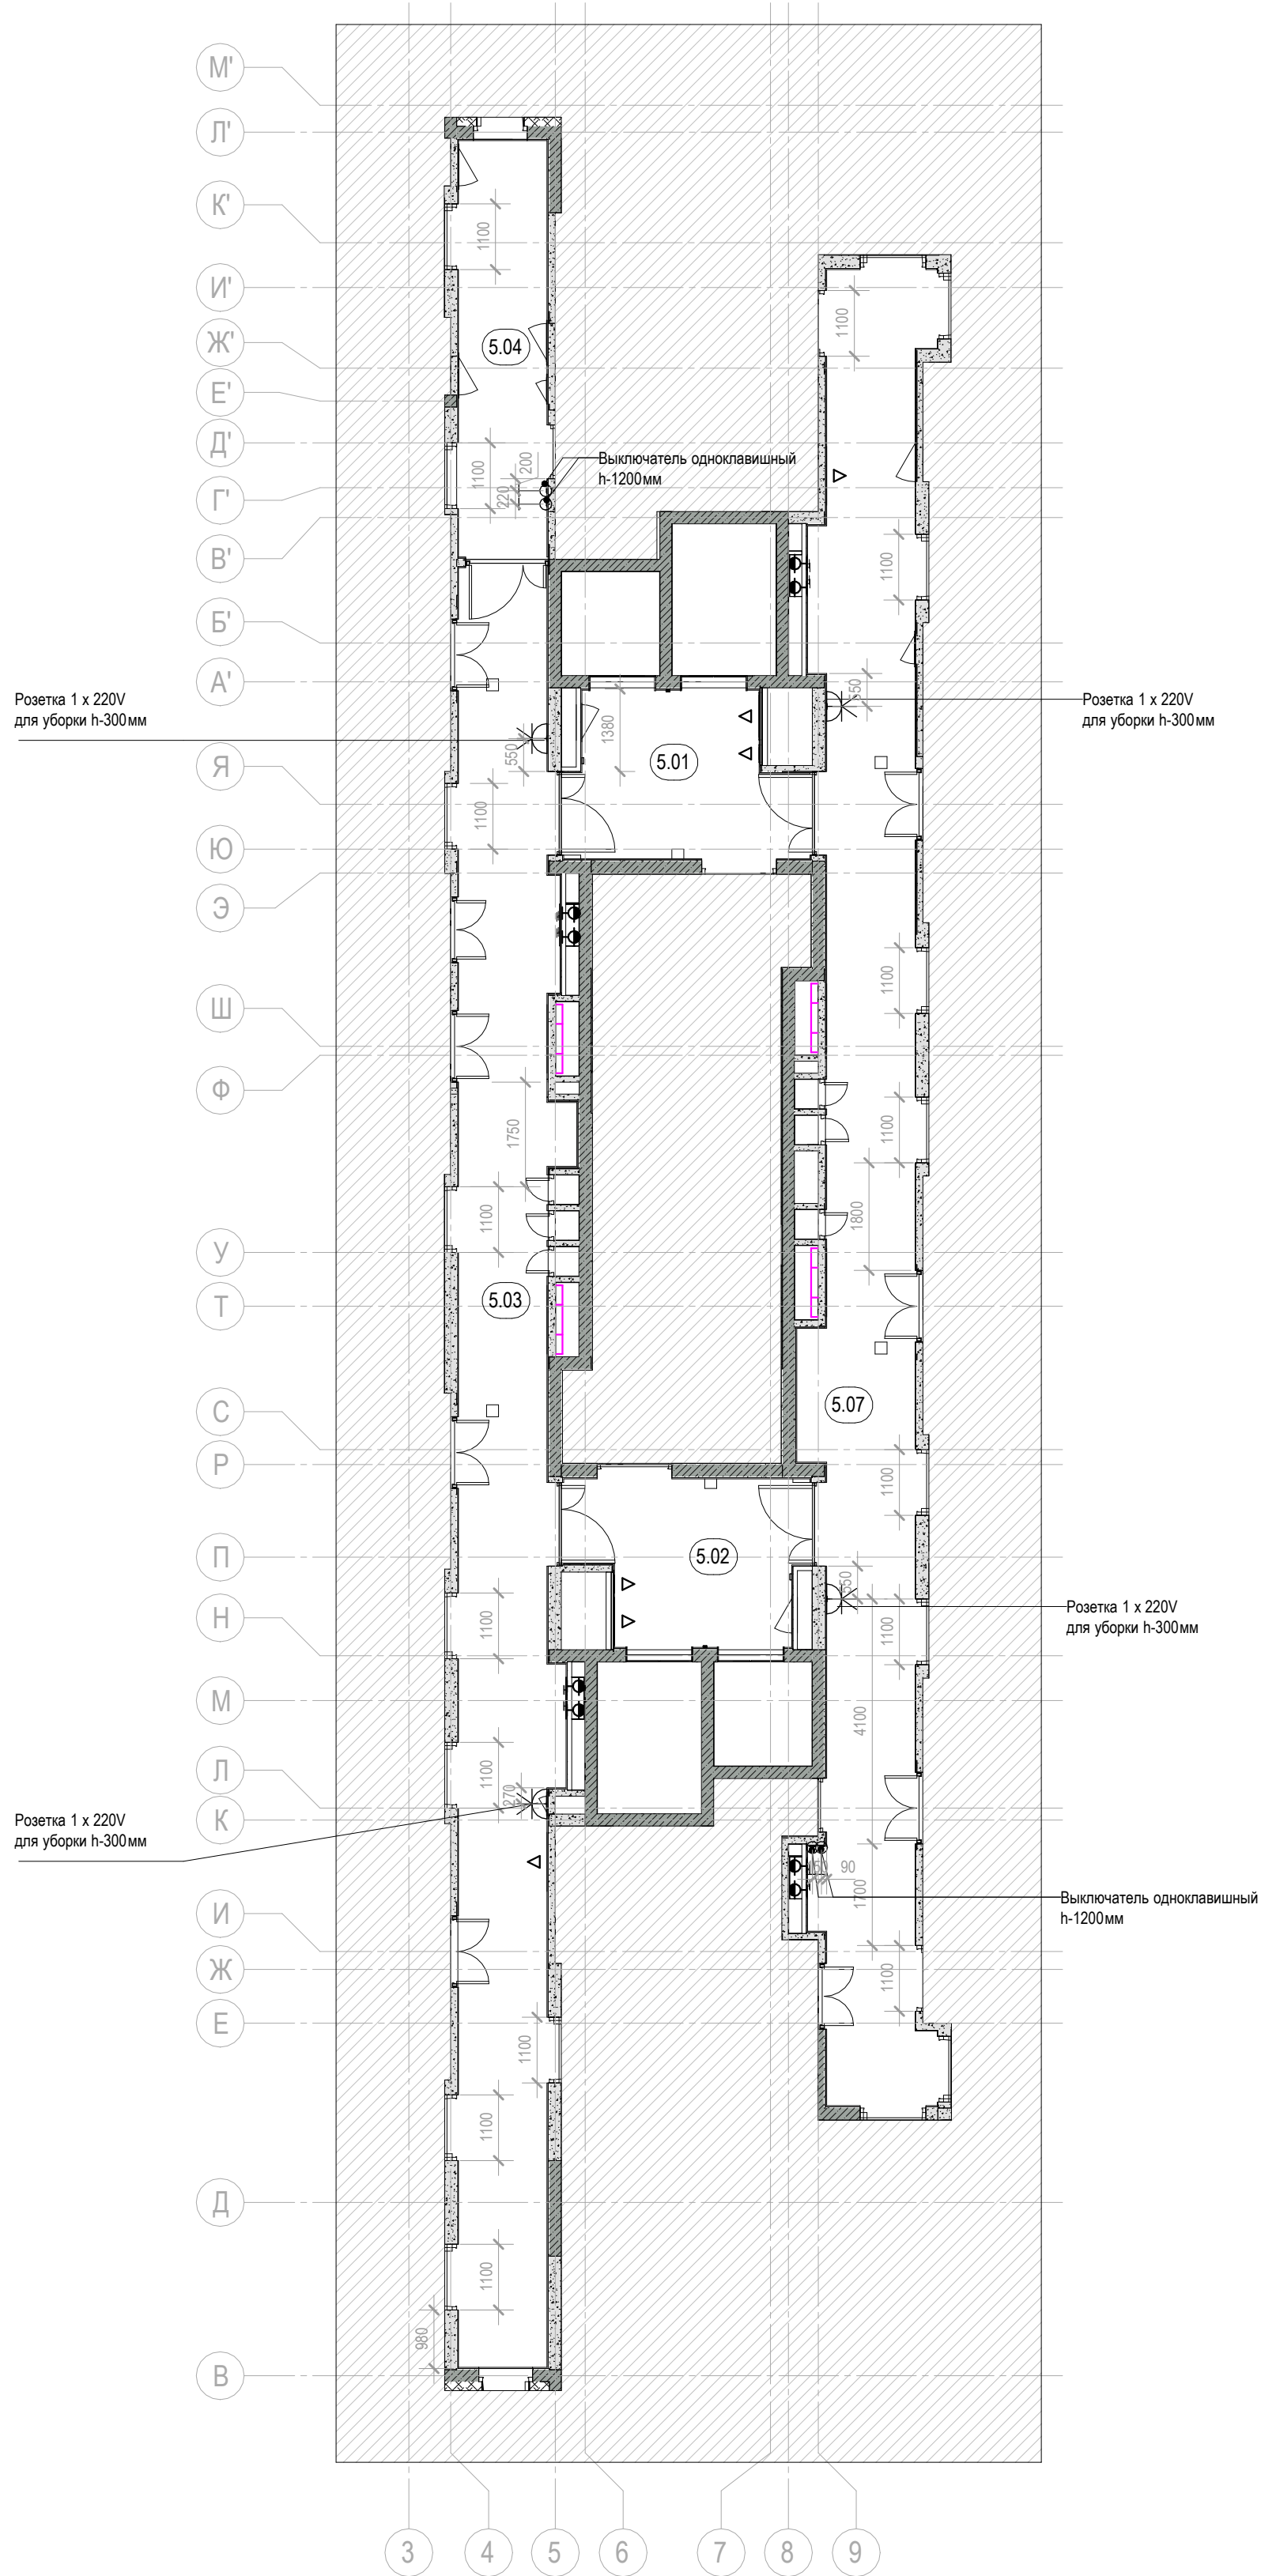 М'
Л'
К'
1100
И'
1100
Ж'
5.04
Е'
Д'
Выключатель одноклавишный
h-1200мм
200
1100
220
Г'
В'
1100
Б'
А'
Розетка 1 x 220V
для уборки h-300мм
550
Розетка 1 x 220V
для уборки h-300мм
1380
550
5.01
Я
1100
Ю
Э
1100
Ш
Ф
1100
1750
1100
1800
У
5.03
Т
5.07
С
Р
1100
П
5.02
550
Розетка 1 x 220V
для уборки h-300мм
Н
1100
1100
М
4100
Л
1100
270
К
Розетка 1 x 220V
для уборки h-300мм
90
1700
Выключатель одноклавишный
h-1200мм
И
Ж
1100
Е
1100
1100
Д
1100
980
В
3
4
5
6
7
8
9